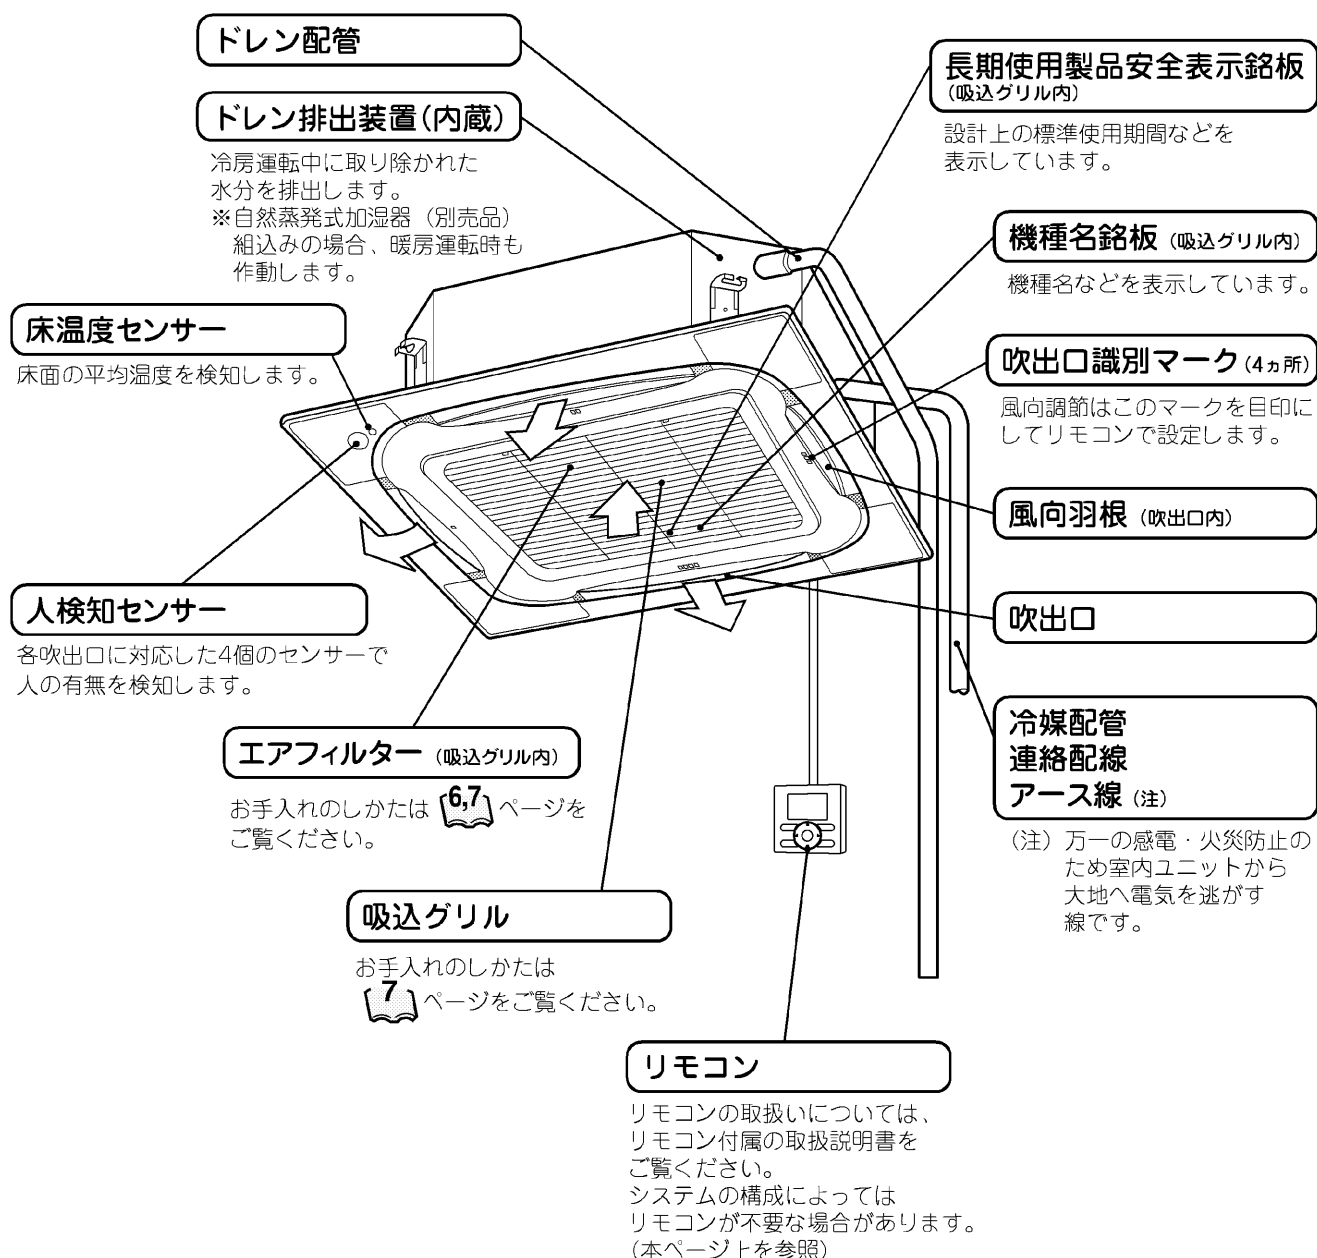 ドレン配管
ドレン排出装置(内蔵)
冷房運転中に取り除かれた
水分を排出します。
※自然蒸発式加湿器(別売品)
組込みの場合、暖房運転時も
作動します。
床温度センサー
床面の平均温度を検知します。
人検知センサー
各吹出口に対応した4個のセンサーで
人の有無を検知します。
エアフィルター(吸込グリル内)
お手入れのしかたは 6,7 ページを
ご覧ください。
吸込グリル
お手入れのしかたは
7 ページをご覧ください。
リモコン
リモコンの取扱いについては、
リモコン付属の取扱説明書を
ご覧ください。
システムの構成によっては
リモコンが不要な場合があります。
(本ページ上を参照)
長期使用製品安全表示銘板
(吸込グリル内)
設計上の標準使用期間などを
表示しています。
機種名銘板(吸込グリル内)
機種名などを表示しています。
吹出口識別マーク(4ヵ所)
風向調節はこのマークを目印に
してリモコンで設定します。
風向羽根(吹出口内)
吹出口
冷媒配管
連絡配線
アース線(注)
(注)万一の感電・火災防止の
ため室内ユニットから
大地へ電気を逃がす
線です。